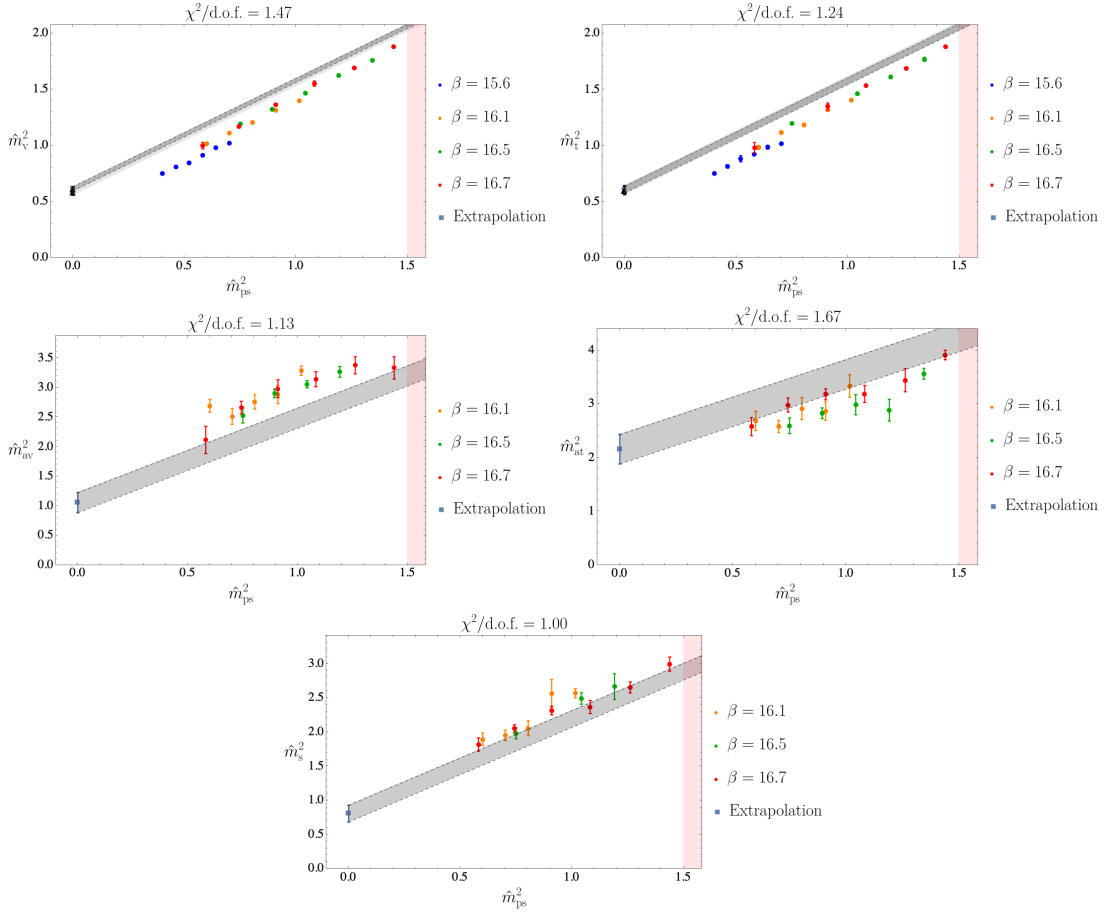 χ²/d.o.f. = 1.47
2.0
1.5
1.0
0.5
0.0
m̂²_v
0.0 0.5 1.0 1.5
m̂²_ps
β = 15.6
β = 16.1
β = 16.5
β = 16.7
Extrapolation
χ²/d.o.f. = 1.24
2.0
1.5
1.0
0.5
0.0
m̂²_t
0.0 0.5 1.0 1.5
m̂²_ps
β = 15.6
β = 16.1
β = 16.5
β = 16.7
Extrapolation
χ²/d.o.f. = 1.13
3.5
3.0
2.5
2.0
1.5
1.0
0.5
0.0
m̂²_av
0.0 0.5 1.0 1.5
m̂²_ps
β = 16.1
β = 16.5
β = 16.7
Extrapolation
χ²/d.o.f. = 1.67
4
3
2
1
0
m̂²_at
0.0 0.5 1.0 1.5
m̂²_ps
β = 16.1
β = 16.5
β = 16.7
Extrapolation
χ²/d.o.f. = 1.00
3.0
2.5
2.0
1.5
1.0
0.5
0.0
m̂²_s
0.0 0.5 1.0 1.5
m̂²_ps
β = 16.1
β = 16.5
β = 16.7
Extrapolation